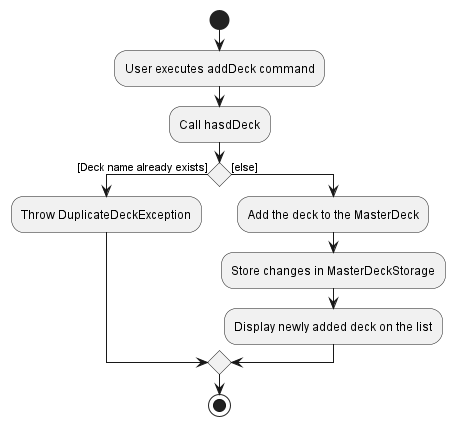 User executes addDeck command
Call hasdDeck
[Deck name already exists]
[else]
Throw DuplicateDeckException
Add the deck to the MasterDeck
Store changes in MasterDeckStorage
Display newly added deck on the list